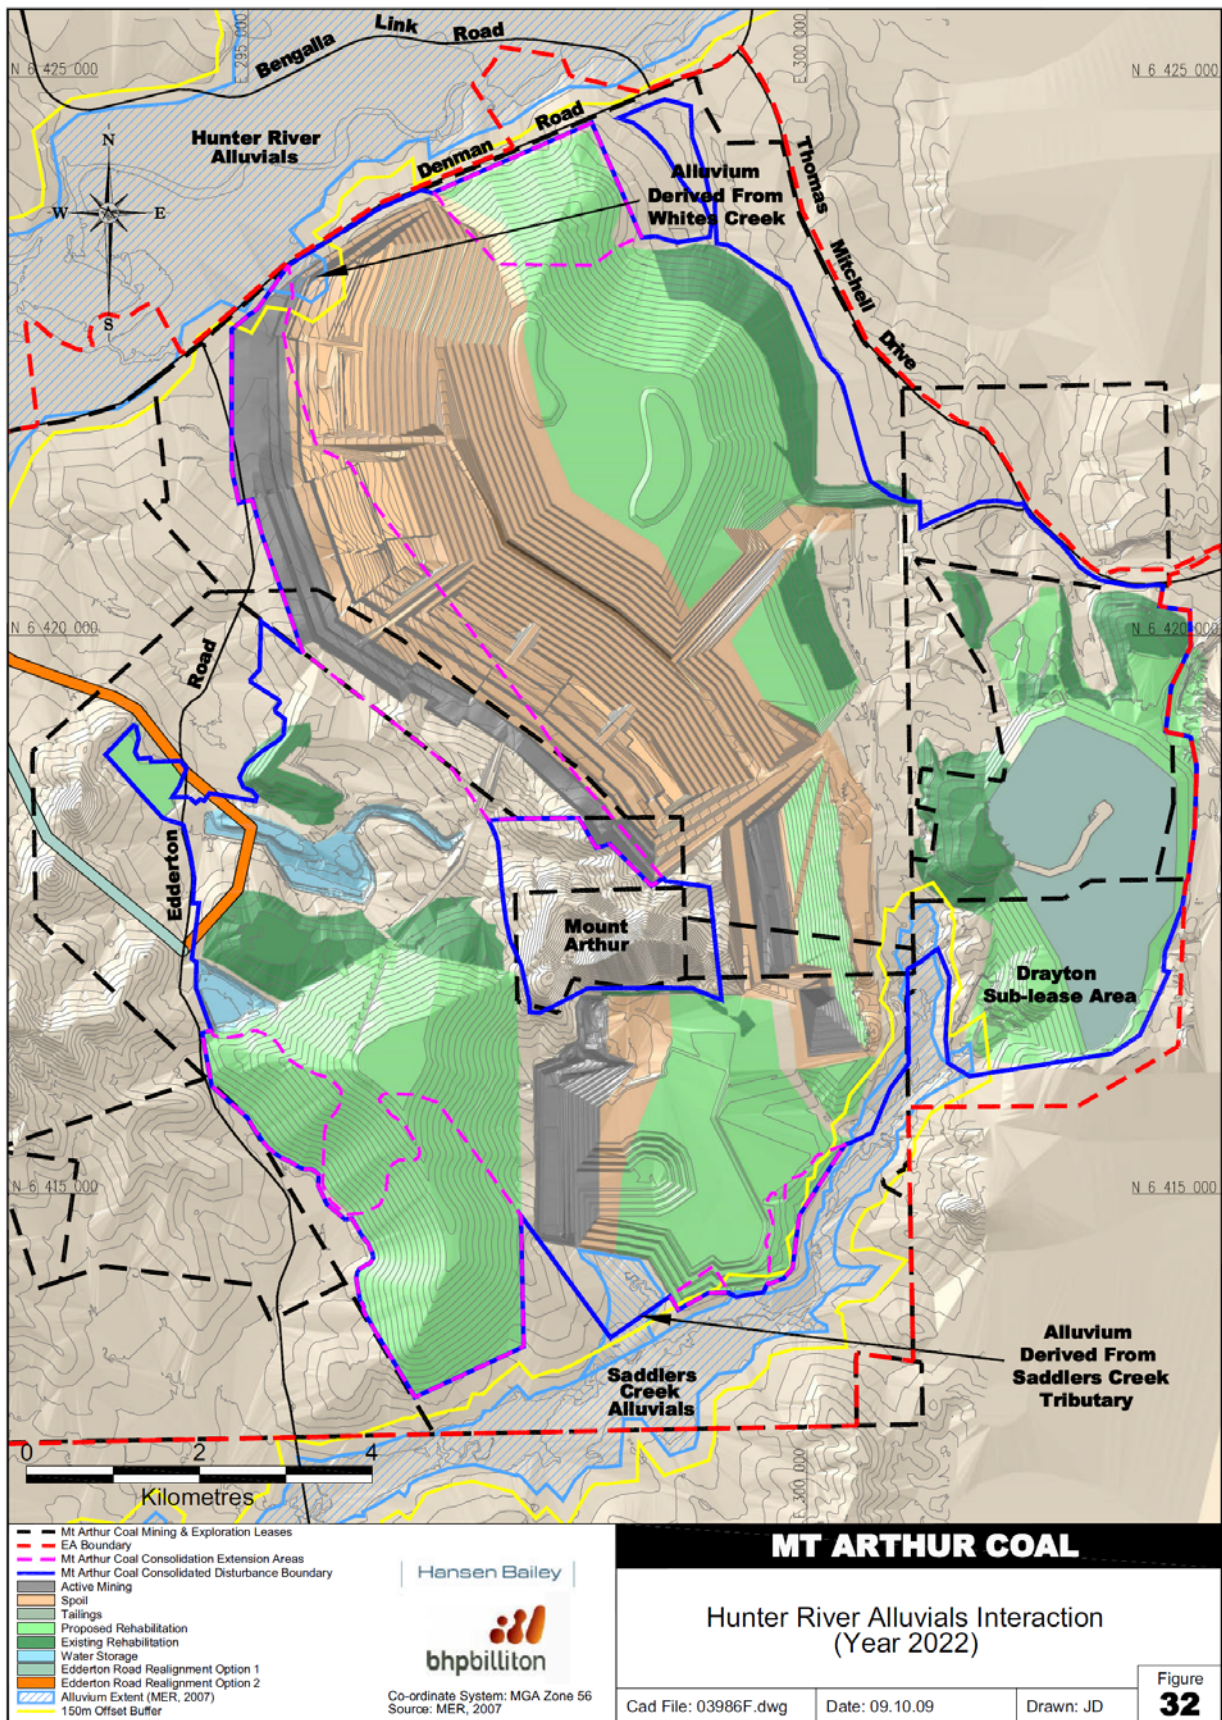 Link
Road
Bengalla
E 295 000
E 300 000
N 6 425 000
N 6 425 000
Hunter River
Alluvials
N
W
E
S
Denman
Road
Alluvium
Derived From
Whites Creek
Thomas
Mitchell
Drive
N 6 420 000
N 6 420 000
Road
Edderton
Mount
Arthur
Drayton
Sub-lease Area
N 6 415 000
N 6 415 000
Alluvium
Derived From
Saddlers Creek
Tributary
Saddlers
Creek
Alluvials
E 300 000
0 2 4
Kilometres
Mt Arthur Coal Mining & Exploration Leases
EA Boundary
Mt Arthur Coal Consolidation Extension Areas
Mt Arthur Coal Consolidated Disturbance Boundary
Active Mining
Spoil
Tailings
Proposed Rehabilitation
Existing Rehabilitation
Water Storage
Edderton Road Realignment Option 1
Edderton Road Realignment Option 2
Alluvium Extent (MER, 2007)
150m Offset Buffer
Hansen Bailey
bhpbilliton
Co-ordinate System: MGA Zone 56
Source: MER, 2007
MT ARTHUR COAL
Hunter River Alluvials Interaction
(Year 2022)
Cad File: 03986F.dwg
Date: 09.10.09
Drawn: JD
Figure
32